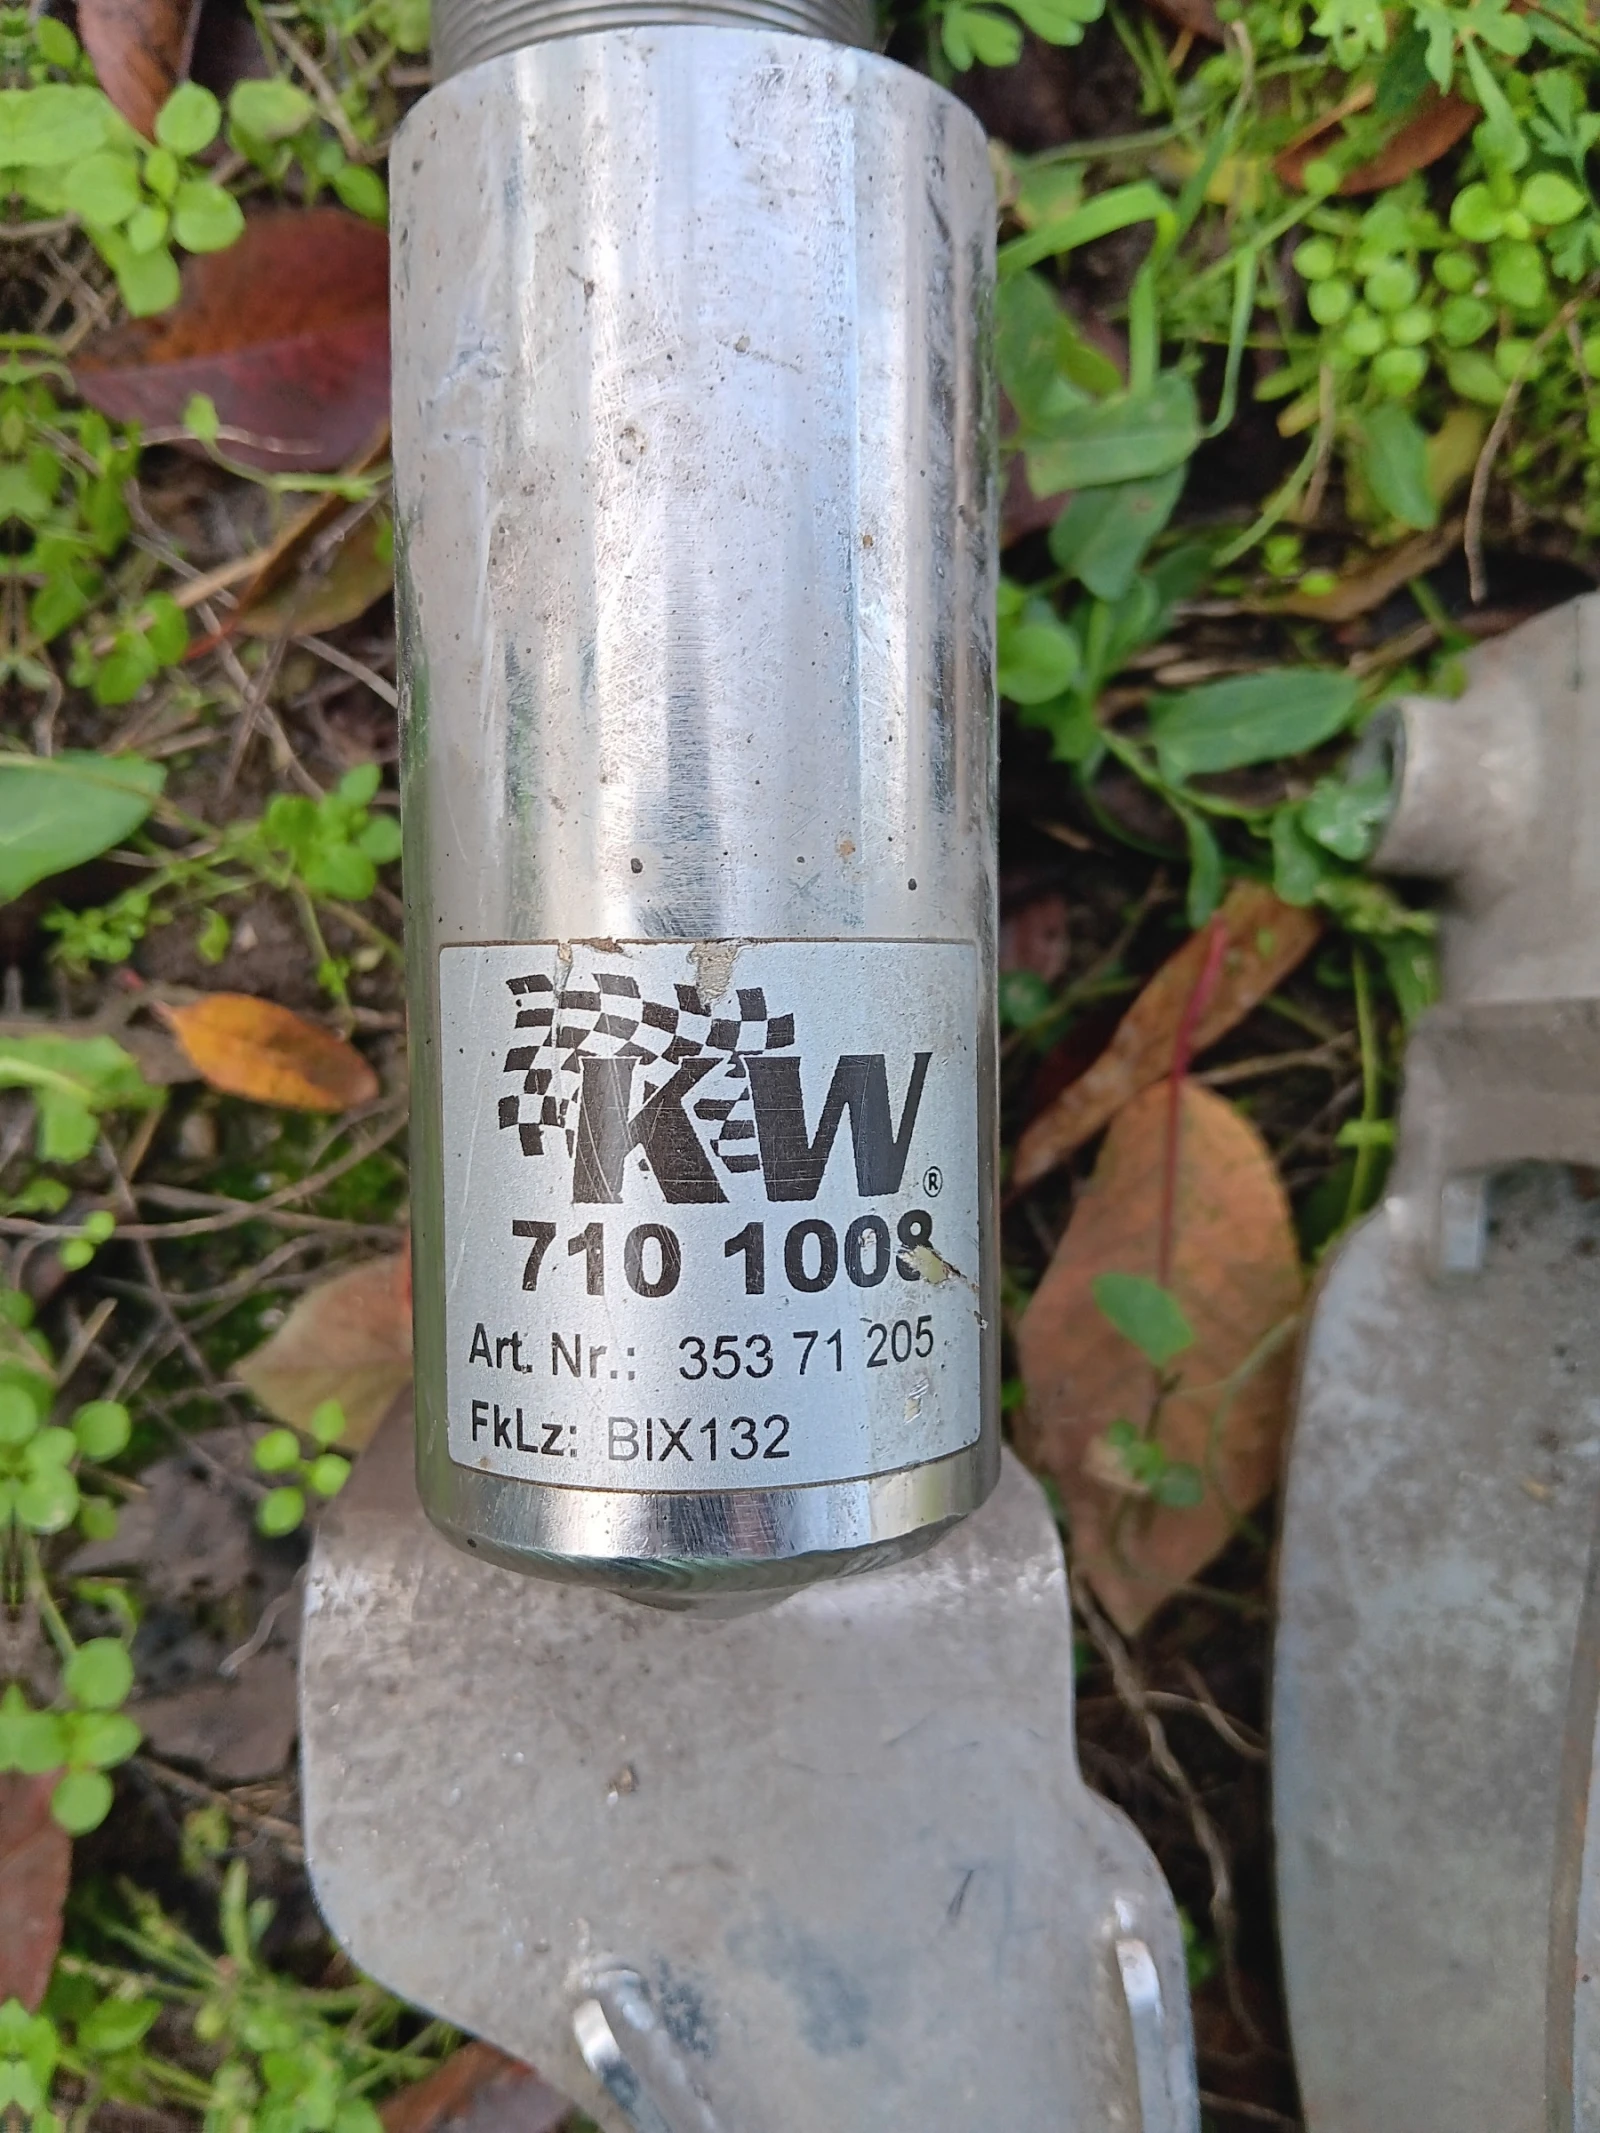 KW®
710 1008
Art. Nr.: 353 71 205
FkLz: BIX132